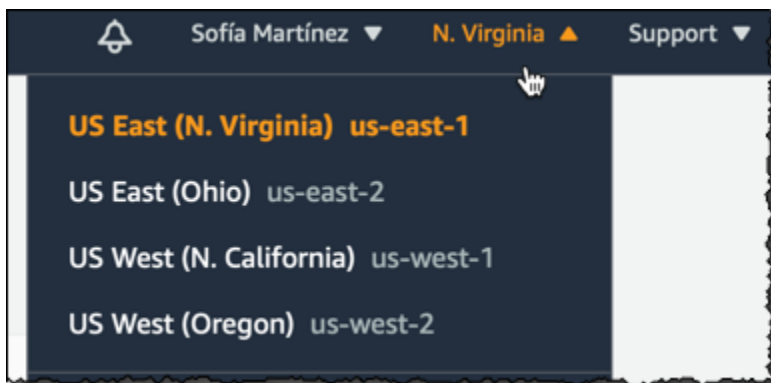 Sofía Martínez ▼ N. Virginia ▲ Support ▼
US East (N. Virginia) us-east-1
US East (Ohio) us-east-2
US West (N. California) us-west-1
US West (Oregon) us-west-2